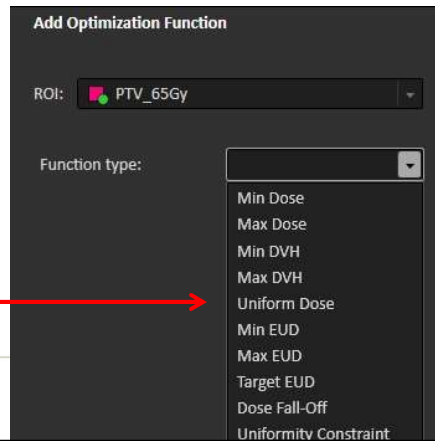 Add Optimization Function
ROI: PTV_65Gy
Function type:
Min Dose
Max Dose
Min DVH
Max DVH
Uniform Dose
Min EUD
Max EUD
Target EUD
Dose Fall-Off
Uniformity Constraint